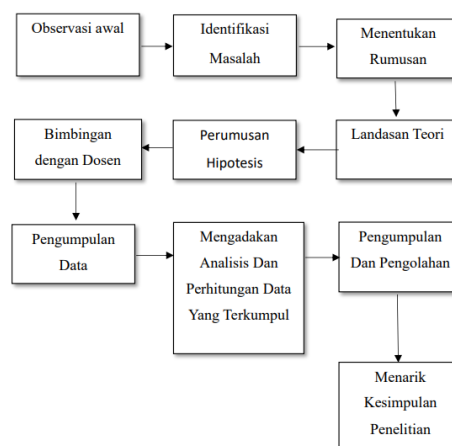 Observasi awal
Identifikasi
Masalah
Menentukan
Rumusan
Landasan Teori
Perumusan
Hipotesis
Bimbingan
dengan Dosen
Pengumpulan
Data
Mengadakan
Analisis Dan
Perhitungan Data
Yang Terkumpul
Pengumpulan
Dan Pengolahan
Menarik
Kesimpulan
Penelitian